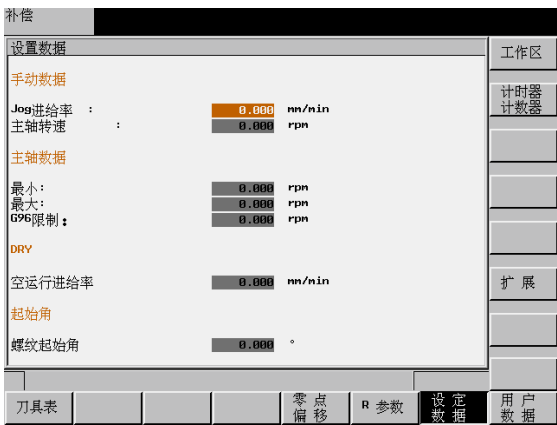 补偿
设置数据
工作区
手动数据
计时器
计数器
Jog进给率 : 0.000 mm/min
主轴转速 : 0.000 rpm
主轴数据
最小: 0.000 rpm
最大: 0.000 rpm
G96限制: 0.000 rpm
DRY
空运行进给率 0.000 mm/min
扩 展
起始角
螺纹起始角 0.000 °
刀具表
零 点
偏 移
R 参数
设 定
数 据
用 户
数 据